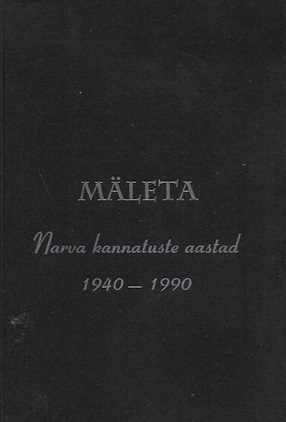 MÄLETA
Narva kannatuste aastad
1940 — 1990